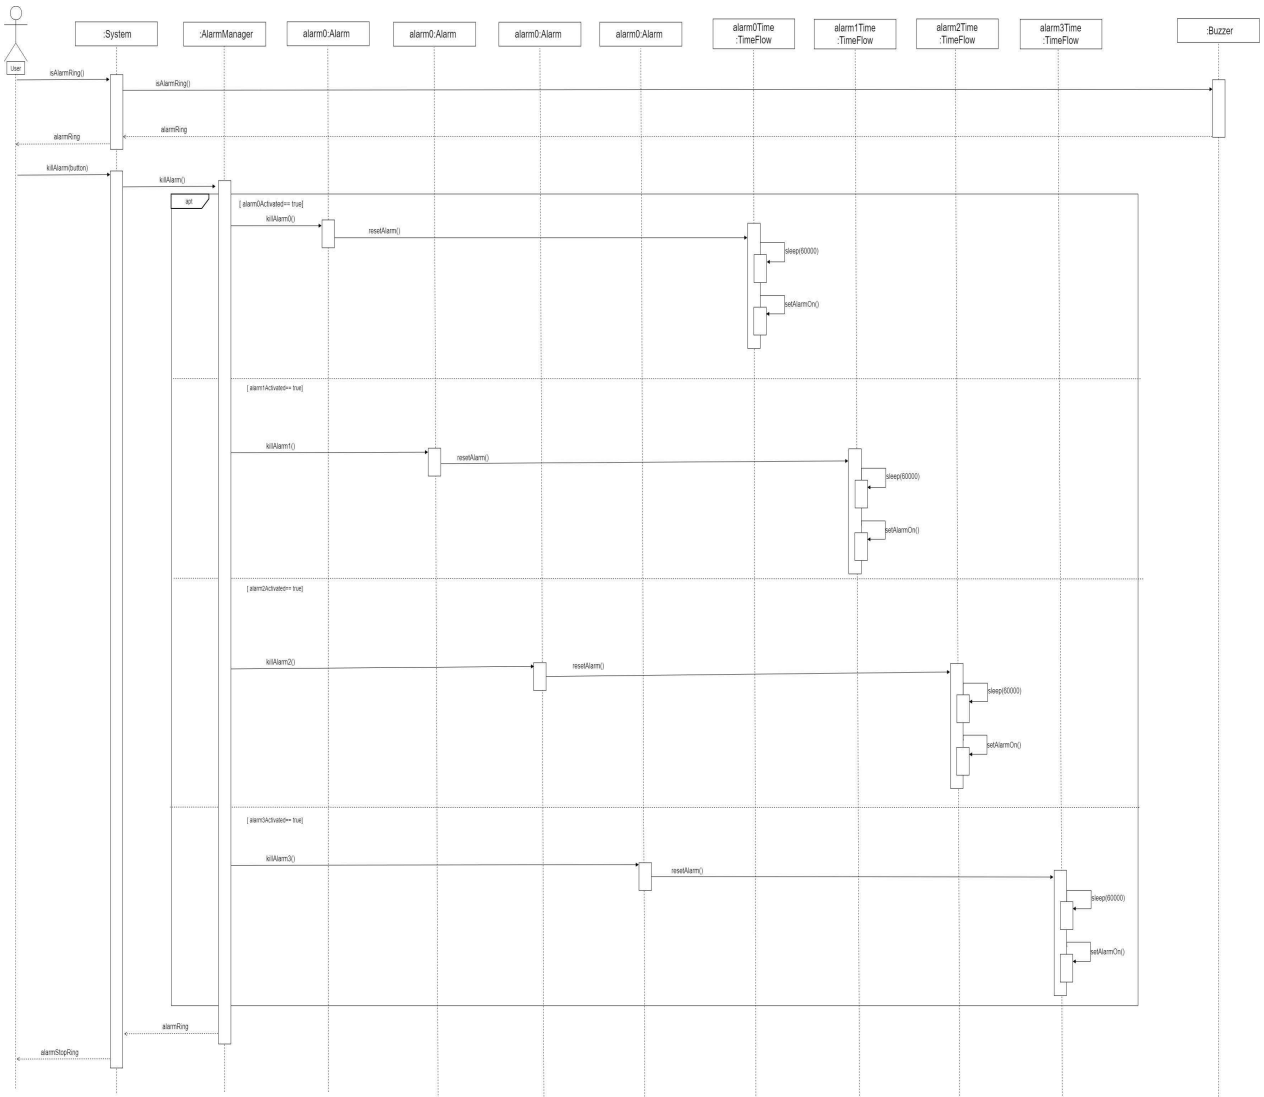 :System
:AlarmManager
alarm0:Alarm
alarm0:Alarm
alarm0:Alarm
alarm0:Alarm
alarm0Time
:TimeFlow
alarm1Time
:TimeFlow
alarm2Time
:TimeFlow
alarm3Time
:TimeFlow
:Buzzer
User
isAlarmRing()
isAlarmRing()
alarmRing
alarmRing
killAlarm(button)
killAlarm()
apt
[ alarm0Activated== true]
killAlarm0()
resetAlarm()
sleep(60000)
setAlarmOn()
[ alarm1Activated== true]
killAlarm1()
resetAlarm()
sleep(60000)
setAlarmOn()
[ alarm2Activated== true]
killAlarm2()
resetAlarm()
sleep(60000)
setAlarmOn()
[ alarm3Activated== true]
killAlarm3()
resetAlarm()
sleep(60000)
setAlarmOn()
alarmRing
alarmStopRing